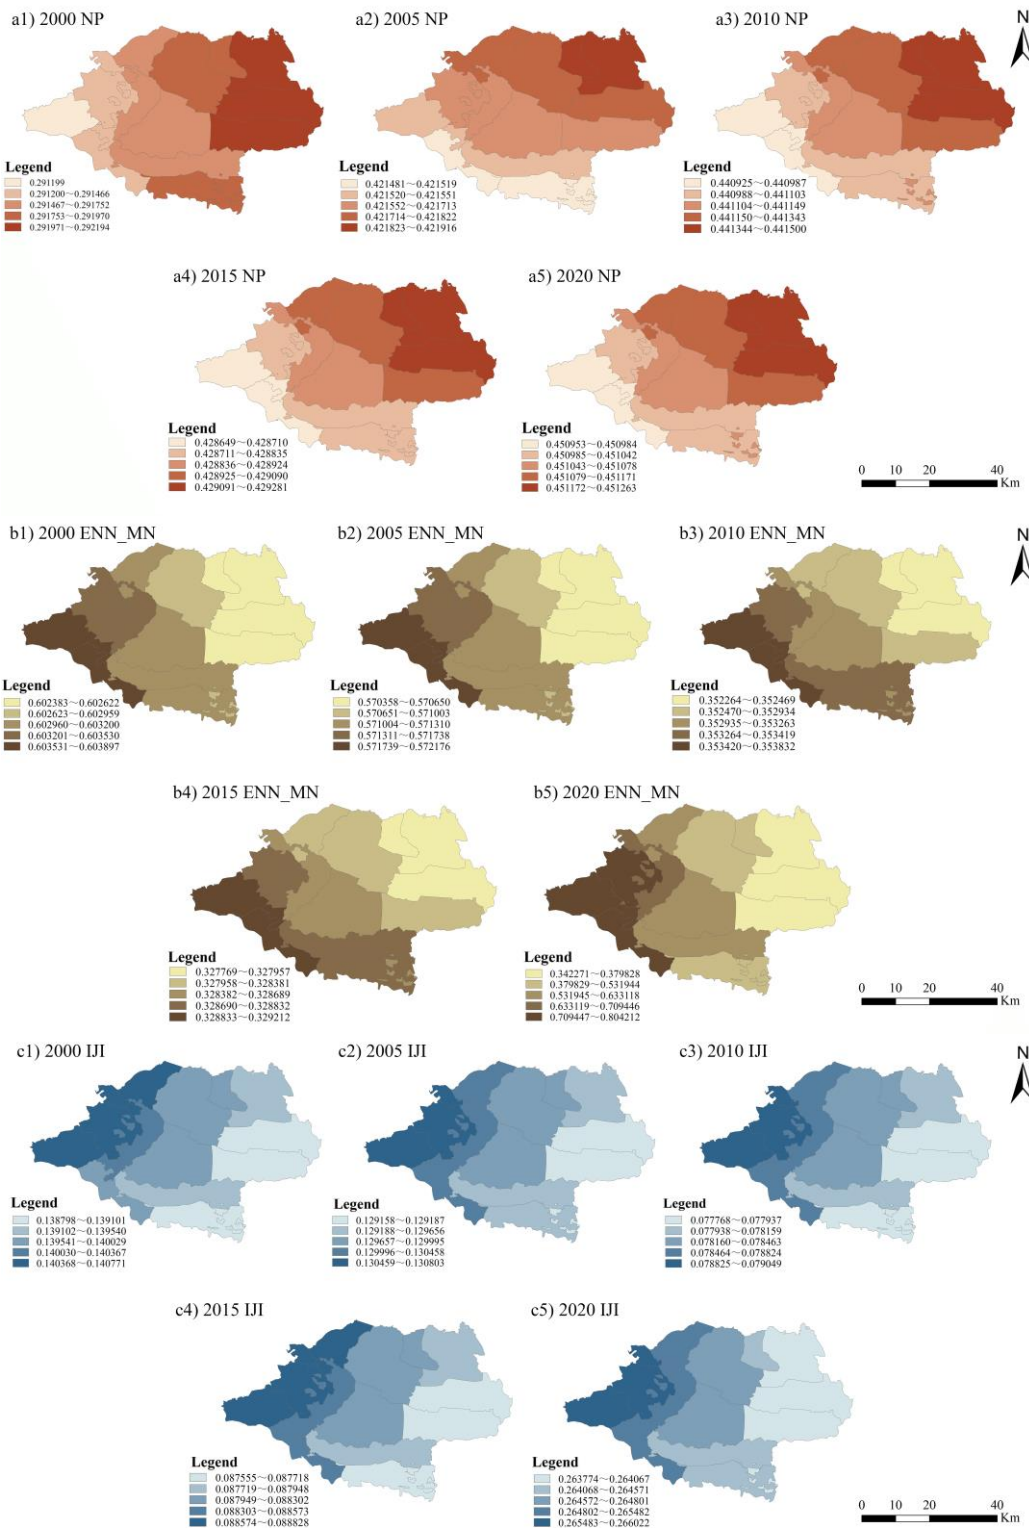 a1) 2000 NP
a2) 2005 NP
a3) 2010 NP
N
Legend
0.291199
0.291200～0.291466
0.291467～0.291752
0.291753～0.291970
0.291971～0.292194
Legend
0.421481～0.421519
0.421520～0.421551
0.421552～0.421713
0.421714～0.421822
0.421823～0.421916
Legend
0.440925～0.440987
0.440988～0.441103
0.441104～0.441149
0.441150～0.441343
0.441344～0.441500
a4) 2015 NP
a5) 2020 NP
Legend
0.428649～0.428710
0.428711～0.428835
0.428836～0.428924
0.428925～0.429090
0.429091～0.429281
Legend
0.450953～0.450984
0.450985～0.451042
0.451043～0.451078
0.451079～0.451171
0.451172～0.451263
0 10 20 40
Km
b1) 2000 ENN_MN
b2) 2005 ENN_MN
b3) 2010 ENN_MN
N
Legend
0.602383～0.602622
0.602623～0.602959
0.602960～0.603200
0.603201～0.603530
0.603531～0.603897
Legend
0.570358～0.570650
0.570651～0.571003
0.571004～0.571310
0.571311～0.571738
0.571739～0.572176
Legend
0.352264～0.352469
0.352470～0.352934
0.352935～0.353263
0.353264～0.353419
0.353420～0.353832
b4) 2015 ENN_MN
b5) 2020 ENN_MN
Legend
0.327769～0.327957
0.327958～0.328381
0.328382～0.328689
0.328690～0.328832
0.328833～0.329212
Legend
0.342271～0.379828
0.379829～0.531944
0.531945～0.633118
0.633119～0.709446
0.709447～0.804212
0 10 20 40
Km
c1) 2000 IJI
c2) 2005 IJI
c3) 2010 IJI
N
Legend
0.138798～0.139101
0.139102～0.139540
0.139541～0.140029
0.140030～0.140367
0.140368～0.140771
Legend
0.129158～0.129187
0.129188～0.129656
0.129657～0.129995
0.129996～0.130458
0.130459～0.130803
Legend
0.077768～0.077937
0.077938～0.078159
0.078160～0.078463
0.078464～0.078824
0.078825～0.079049
c4) 2015 IJI
c5) 2020 IJI
Legend
0.087555～0.087718
0.087719～0.087948
0.087949～0.088302
0.088303～0.088573
0.088574～0.088828
Legend
0.263774～0.264067
0.264068～0.264571
0.264572～0.264801
0.264802～0.265482
0.265483～0.266022
0 10 20 40
Km